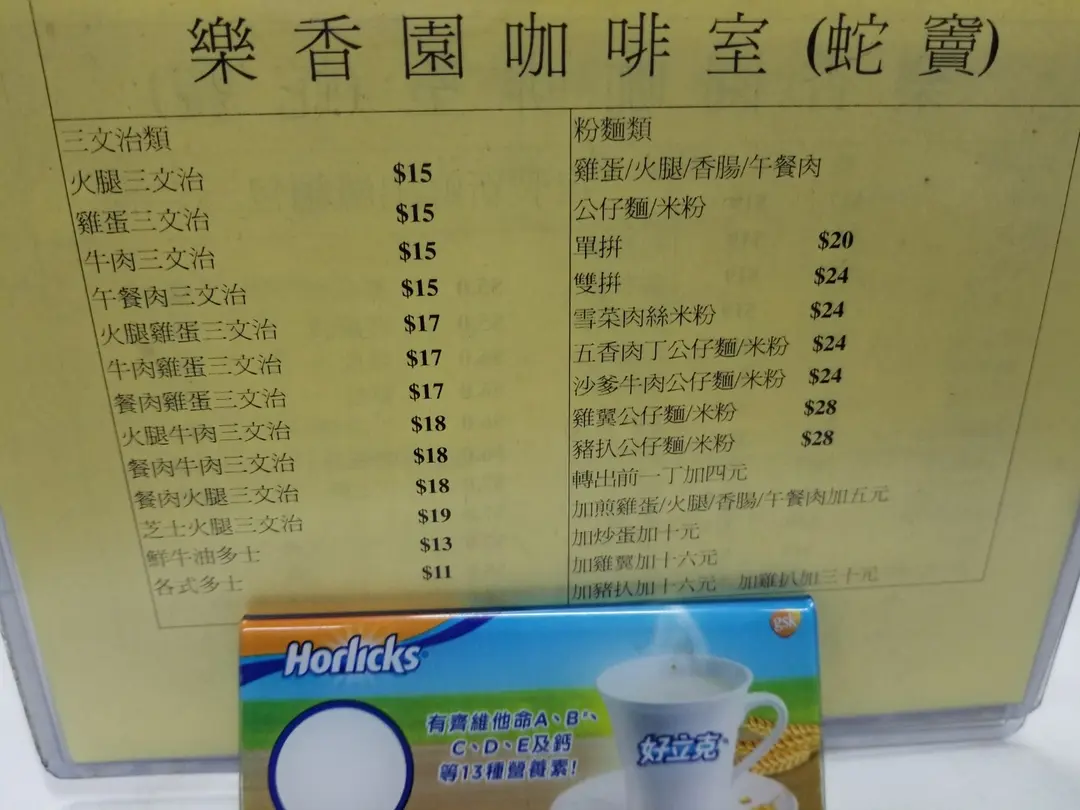 樂香園咖啡室(蛇竇)
三文治類
火腿三文治 $15
雞蛋三文治 $15
牛肉三文治 $15
午餐肉三文治 $15
火腿雞蛋三文治 $17
牛肉雞蛋三文治 $17
餐肉雞蛋三文治 $17
火腿牛肉三文治 $18
餐肉牛肉三文治 $18
餐肉火腿三文治 $18
芝士火腿三文治 $19
鮮牛油多士 $13
各式多士 $11
粉麵類
雞蛋/火腿/香腸/午餐肉
公仔麵/米粉
單拼 $20
雙拼 $24
雪菜肉絲米粉 $24
五香肉丁公仔麵/米粉 $24
沙爹牛肉公仔麵/米粉 $24
雞翼公仔麵/米粉 $28
豬扒公仔麵/米粉 $28
轉出前一丁加四元
加煎雞蛋/火腿/香腸/午餐肉加五元
加炒蛋加十元
加雞翼加十六元
加豬扒加十六元 加雞扒加三十元
Horlicks
gsk
有齊維他命A、B、
C、D、E及鈣
等13種營養素!
好立克